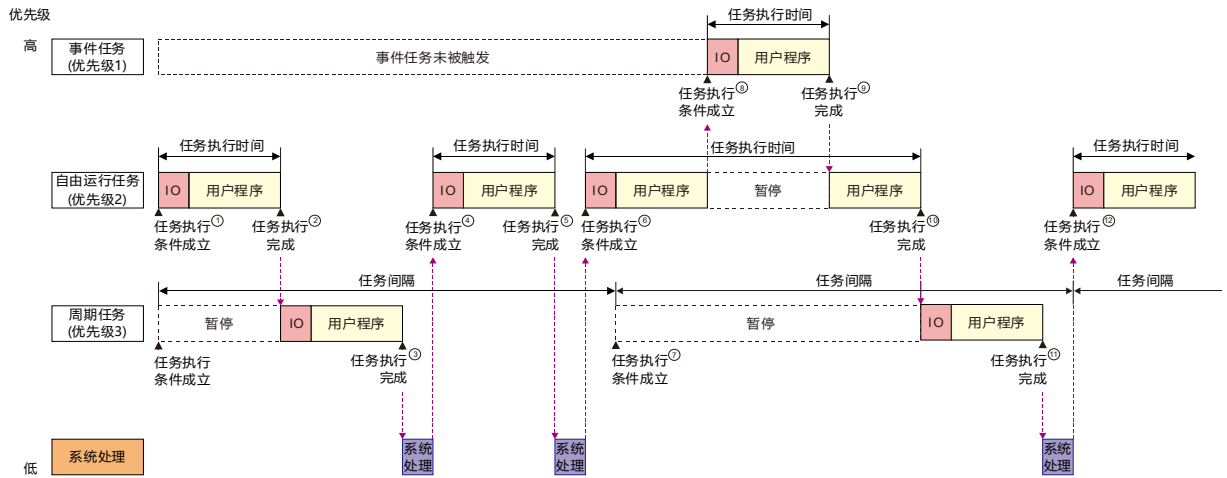 优先级
高
事件任务
(优先级1)
事件任务未被触发
任务执行时间
IO
用户程序
任务执行⑧
条件成立
任务执行⑨
完成
自由运行任务
(优先级2)
任务执行时间
IO
用户程序
任务执行①
条件成立
任务执行②
完成
任务执行时间
IO
用户程序
任务执行④
条件成立
任务执行⑤
完成
任务执行时间
IO
用户程序
暂停
用户程序
任务执行⑥
条件成立
任务执行⑩
完成
任务执行时间
IO
用户程序
任务执行⑫
条件成立
周期任务
(优先级3)
任务间隔
暂停
IO
用户程序
任务执行
条件成立
任务执行③
完成
任务间隔
暂停
IO
用户程序
任务执行⑦
条件成立
任务执行⑪
完成
任务间隔
低
系统处理
系统
处理
系统
处理
系统
处理